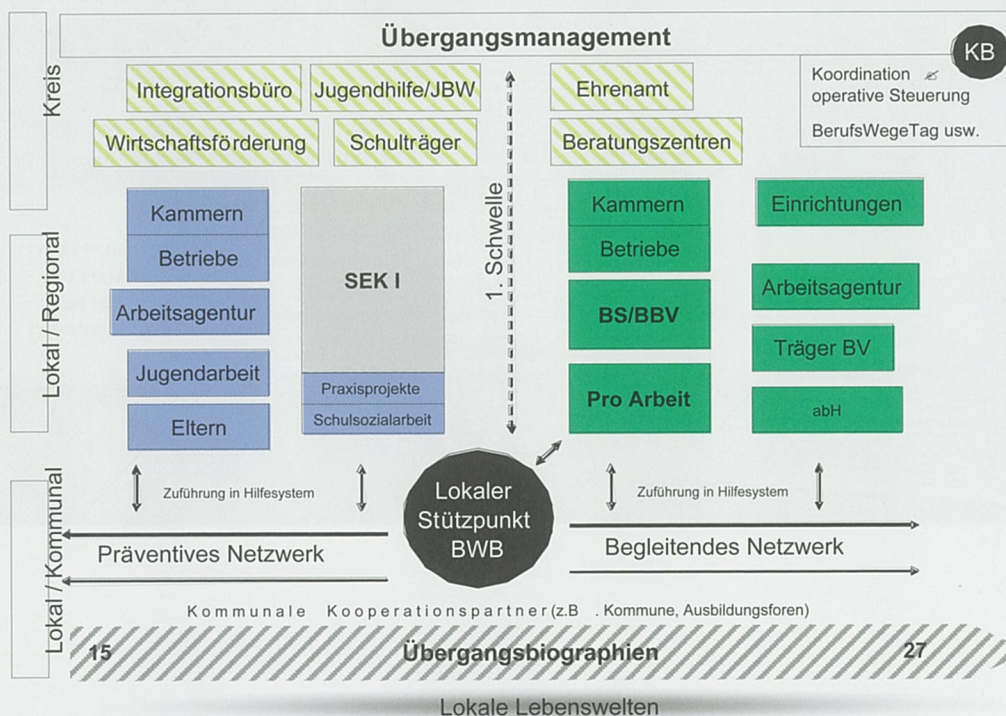 Übergangsmanagement
KB
Kreis
Integrationsbüro
Jugendhilfe/JBW
Ehrenamt
Koordination
operative Steuerung
BerufsWegeTag usw.
Wirtschaftsförderung
Schulträger
Beratungszentren
1. Schwelle
Lokal / Regional
Kammern
Betriebe
Arbeitsagentur
Jugendarbeit
Eltern
SEK I
Praxisprojekte
Schulsozialarbeit
Kammern
Betriebe
BS/BBV
Pro Arbeit
Einrichtungen
Arbeitsagentur
Träger BV
abH
Lokal / Kommunal
Zuführung in Hilfesystem
Lokaler
Stützpunkt
BWB
Zuführung in Hilfesystem
Präventives Netzwerk
Begleitendes Netzwerk
Kommunale Kooperationspartner (z.B . Kommune, Ausbildungsforen)
15 Übergangsbiographien 27
Lokale Lebenswelten